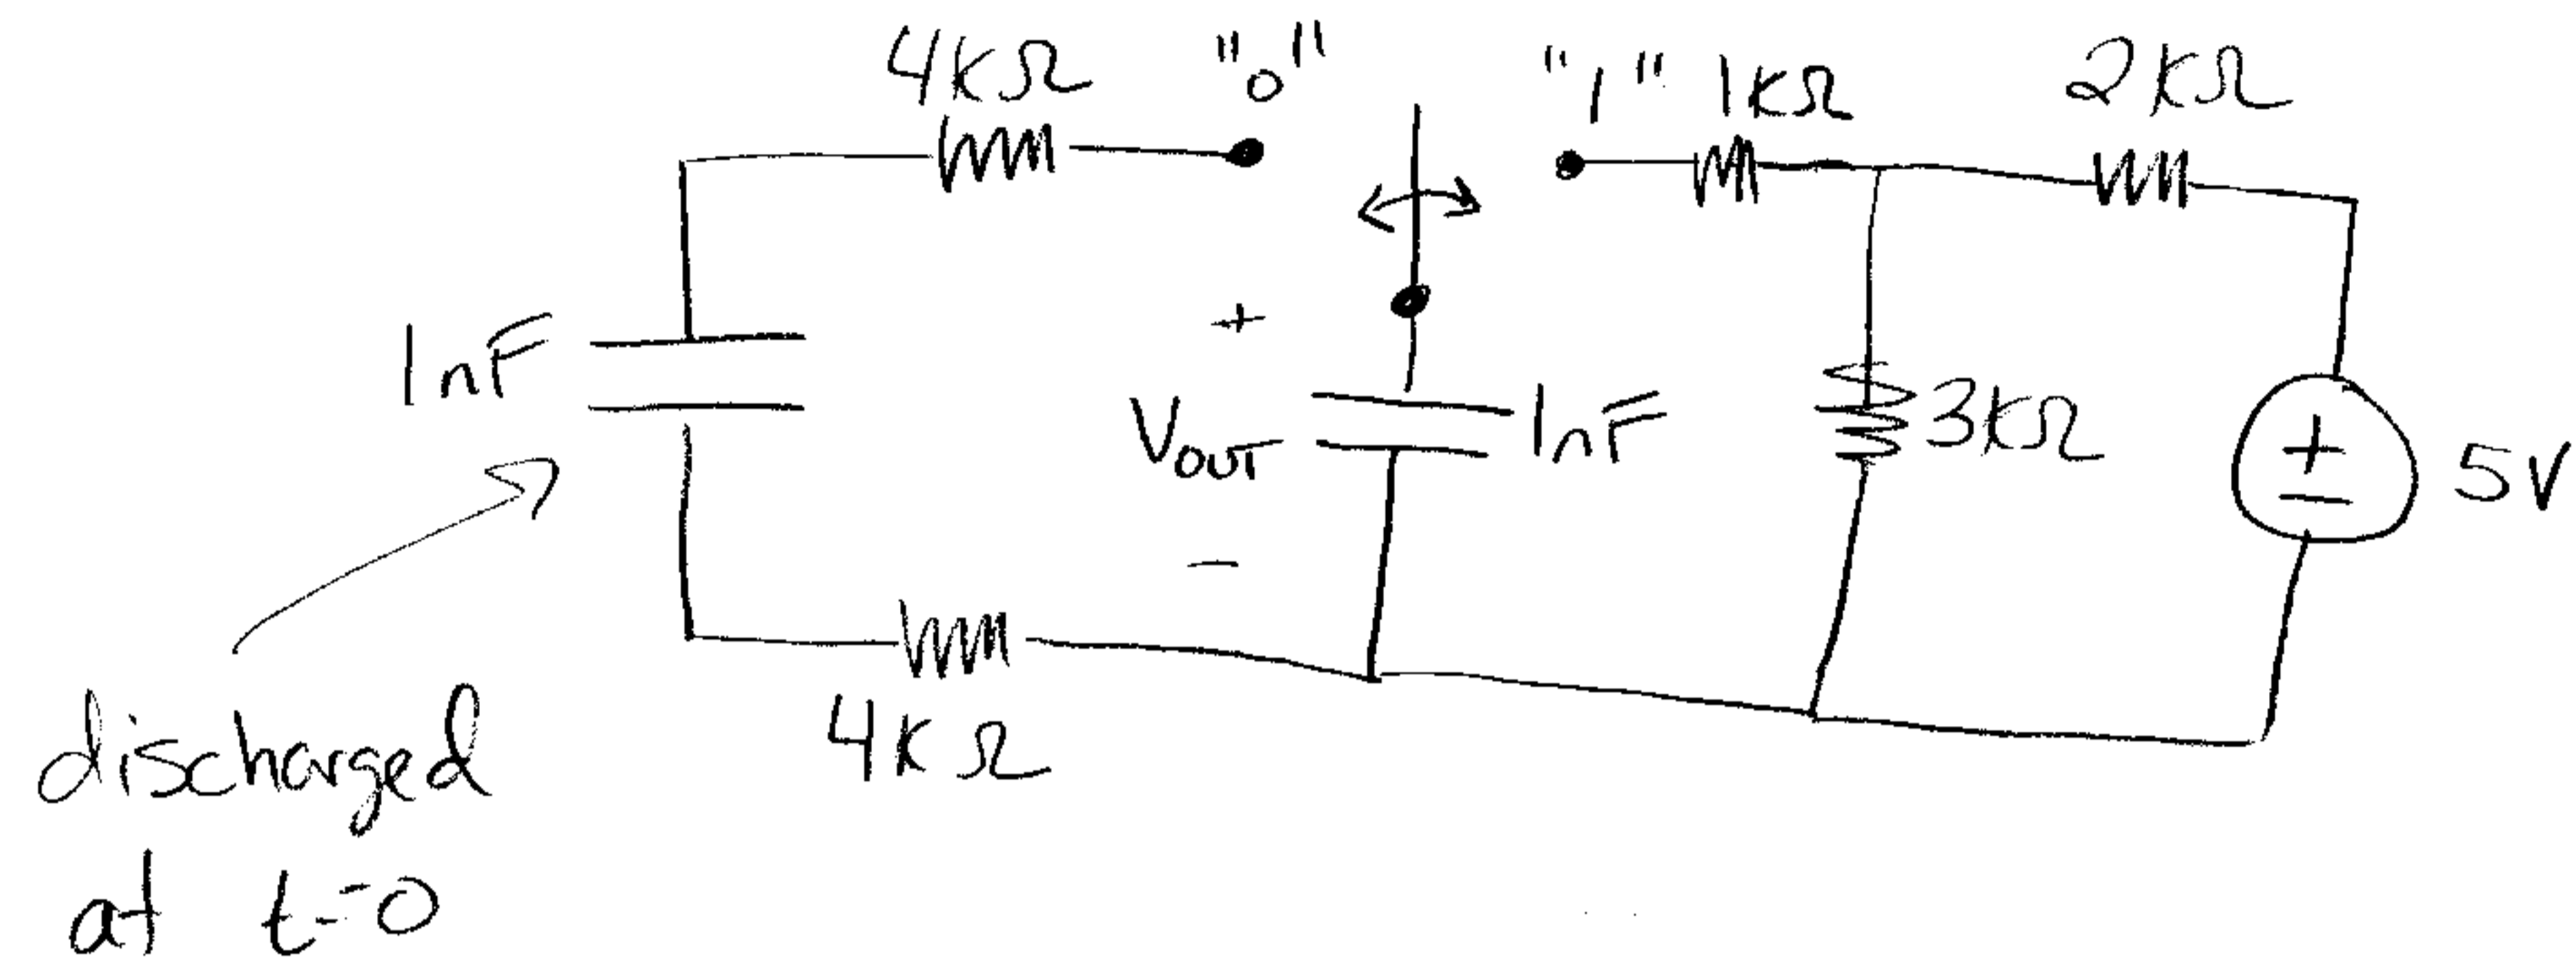 4KΩ
"0"
"1"
1KΩ
2KΩ
1nF
+
VOUT
-
1nF
3KΩ
+
-
5V
4KΩ
discharged
at t=0